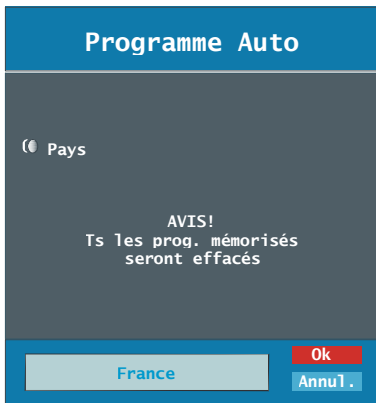 Programme Auto
Pays
AVIS!
Ts les prog. mémorisés
seront effacés
France
Ok
Annul.